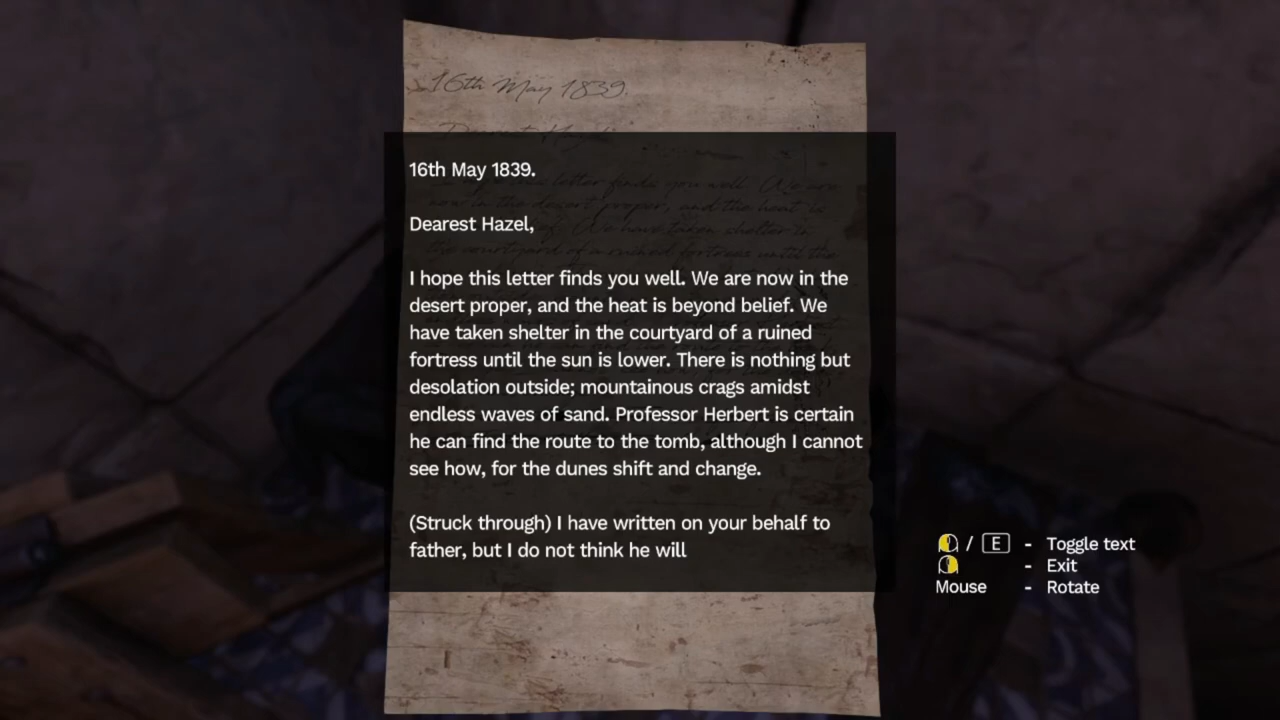 16th May 1839.
16th May 1839.
Dearest Hazel,
I hope this letter finds you well. We are now in the
desert proper, and the heat is beyond belief. We
have taken shelter in the courtyard of a ruined
fortress until the sun is lower. There is nothing but
desolation outside; mountainous crags amidst
endless waves of sand. Professor Herbert is certain
he can find the route to the tomb, although I cannot
see how, for the dunes shift and change.
(Struck through) I have written on your behalf to
father, but I do not think he will
/ E - Toggle text
- Exit
Mouse - Rotate